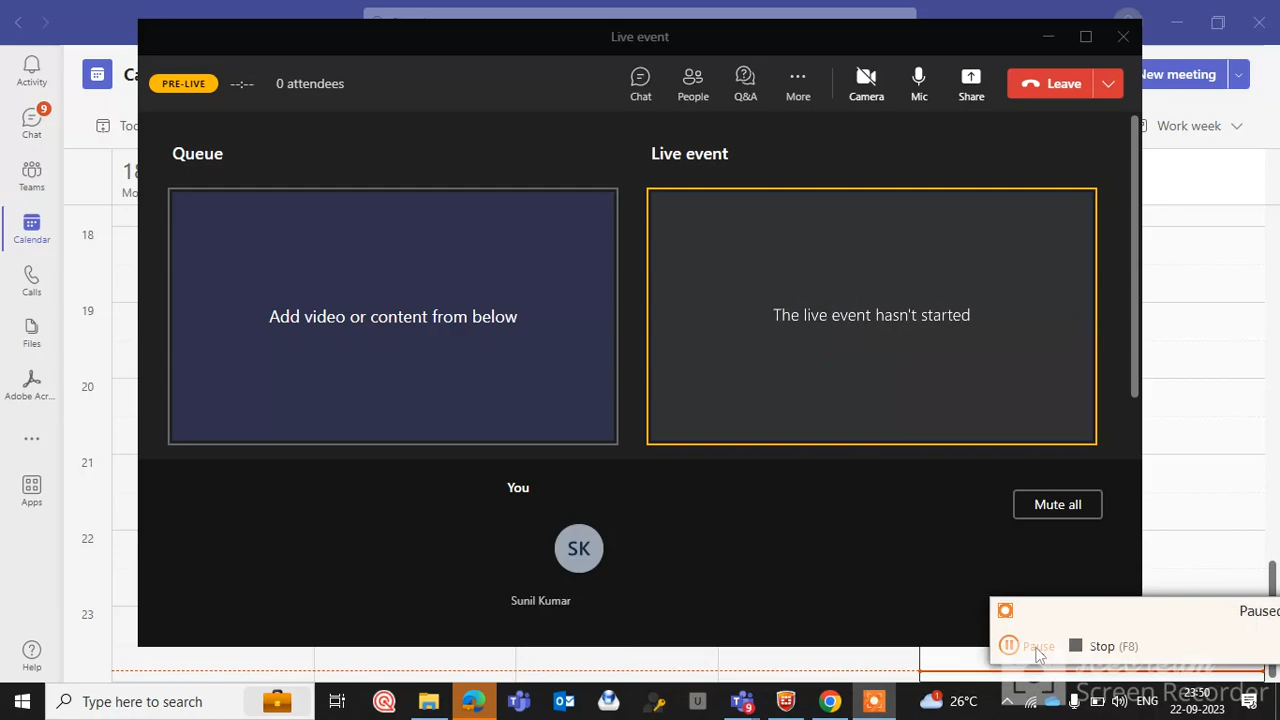 Live event
PRE-LIVE
--:--
0 attendees
Chat
People
Q&A
More
Camera
Mic
Share
Leave
New meeting
Work week
Activity
9
Chat
Teams
Calendar
Calls
Files
Adobe Acr...
Apps
Help
18
19
20
21
22
23
Queue
Live event
Add video or content from below
The live event hasn't started
You
Mute all
SK
Sunil Kumar
Paused
Pause
Stop (F8)
Screen Recorder
Type here to search
9
1
26°C
ENG
23:50
22-09-2023